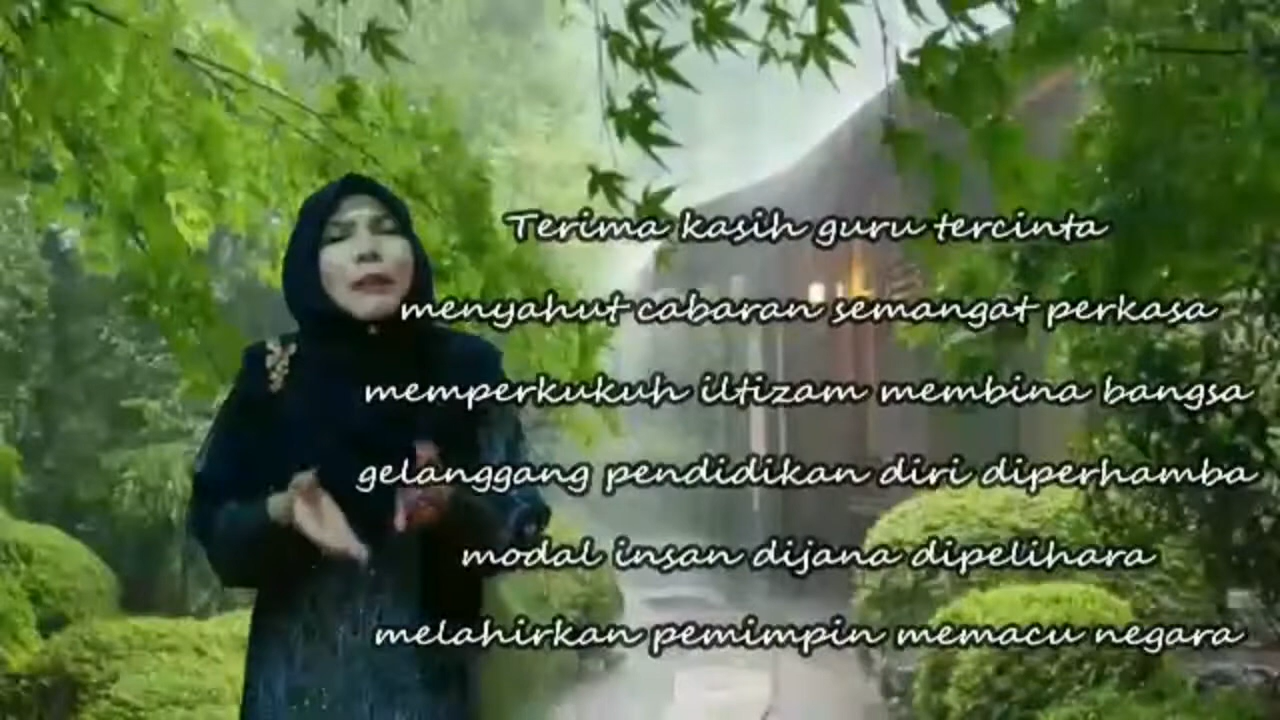 Terima kasih guru tercinta
menyahut cabaran semangat perkasa
memperkukuh iltizam membina bangsa
gelanggang pendidikan diri diperhamba
modal insan dijana dipelihara
melahirkan pemimpin memacu negara